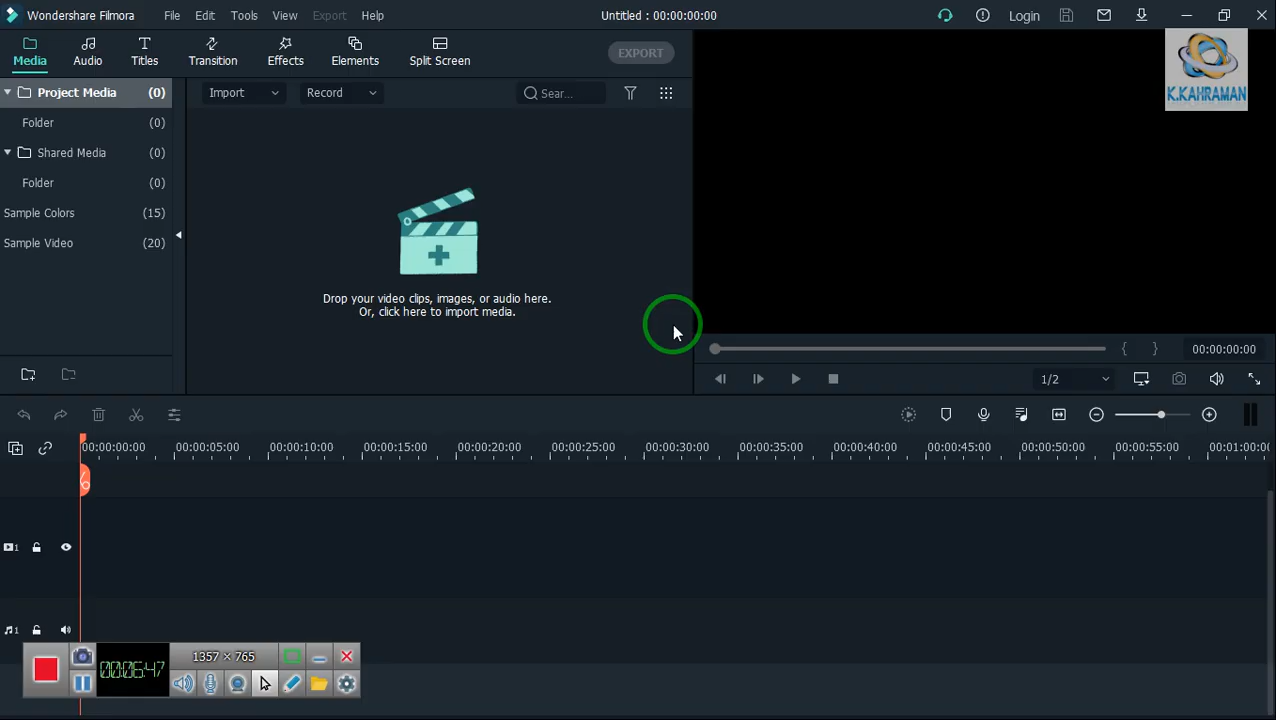 Wondershare Filmora
File
Edit
Tools
View
Export
Help
Untitled : 00:00:00:00
Login
Media
Audio
Titles
Transition
Effects
Elements
Split Screen
EXPORT
K.KAHRAMAN
Project Media (0)
Folder (0)
Shared Media (0)
Folder (0)
Sample Colors (15)
Sample Video (20)
Import
Record
Sear...
Drop your video clips, images, or audio here.
Or, click here to import media.
{ }
00:00:00:00
1/2
00:00:00:00
00:00:05:00
00:00:10:00
00:00:15:00
00:00:20:00
00:00:25:00
00:00:30:00
00:00:35:00
00:00:40:00
00:00:45:00
00:00:50:00
00:00:55:00
00:01:00:00
1
1
1357 × 765
00:06:47